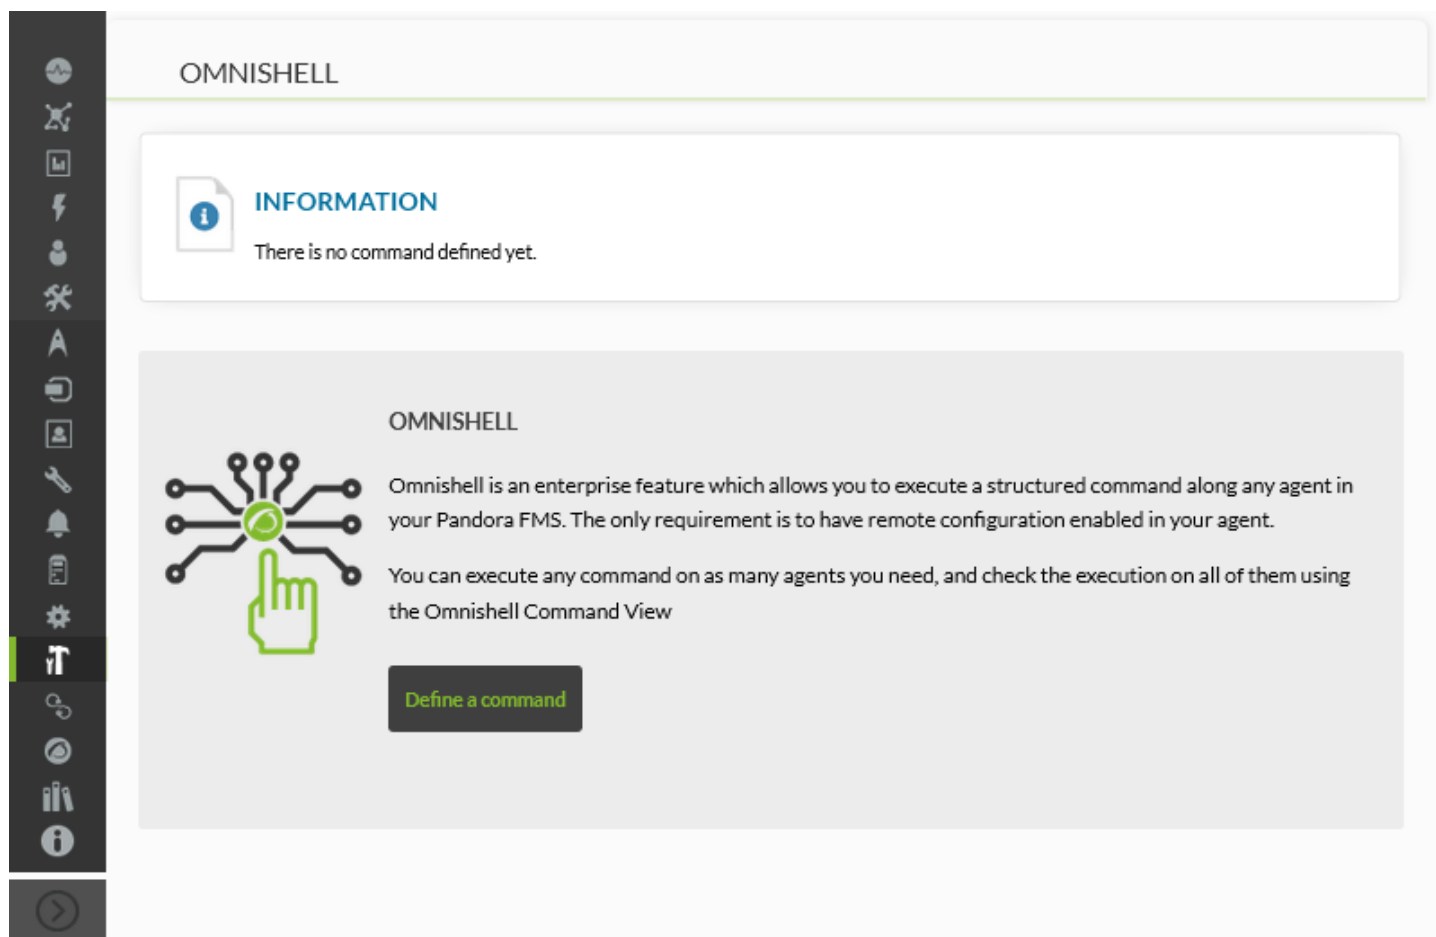 OMNISHELL
INFORMATION
There is no command defined yet.
OMNISHELL
Omnishell is an enterprise feature which allows you to execute a structured command along any agent in
your Pandora FMS. The only requirement is to have remote configuration enabled in your agent.
You can execute any command on as many agents you need, and check the execution on all of them using
the Omnishell Command View
Define a command